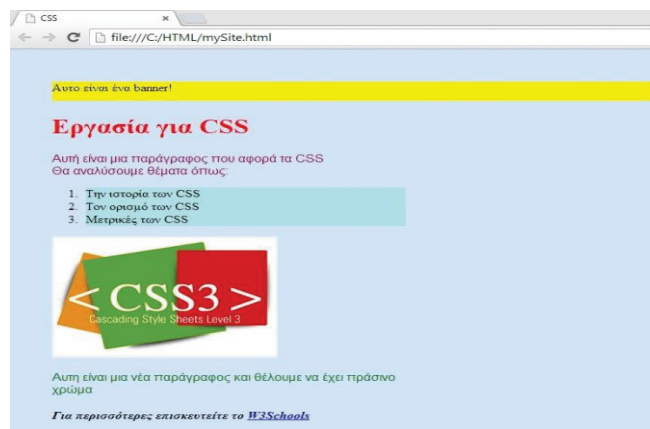 CSS
file:///C:/HTML/mySite.html
Αυτο είναι ένα banner!
Εργασία για CSS
Αυτή είναι μια παράγραφος που αφορά τα CSS
Θα αναλύσουμε θέματα όπως:
1. Την ιστορία των CSS
2. Τον ορισμό των CSS
3. Μετρικές των CSS
< CSS3 >
Cascading Style Sheets Level 3
Αυτη είναι μια νέα παράγραφος και θέλουμε να έχει πράσινο
χρώμα
Για περισσότερες επισκευτείτε το W3Schools